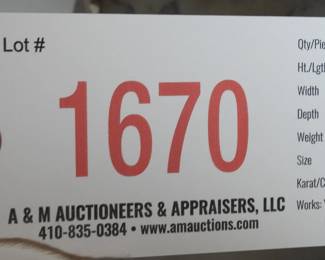 Lot #
1670
A & M AUCTIONEERS & APPRAISERS, LLC
410-835-0384 • www.amauctions.com
Qty/Pie
Ht./Lgth
Width
Depth
Weight
Size
Karat/C
Works: Y